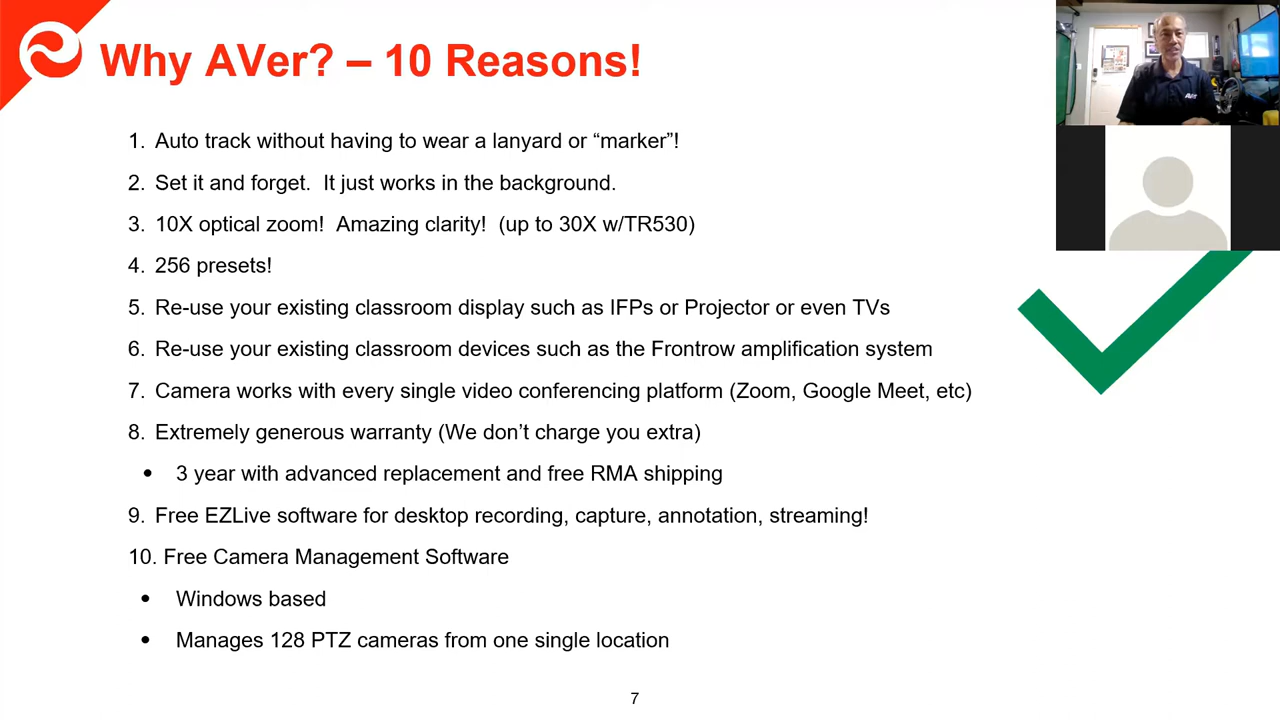 Why AVer? – 10 Reasons!
1. Auto track without having to wear a lanyard or “marker”!
2. Set it and forget.  It just works in the background.
3. 10X optical zoom!  Amazing clarity!  (up to 30X w/TR530)
4. 256 presets!
5. Re-use your existing classroom display such as IFPs or Projector or even TVs
6. Re-use your existing classroom devices such as the Frontrow amplification system
7. Camera works with every single video conferencing platform (Zoom, Google Meet, etc)
8. Extremely generous warranty (We don’t charge you extra)
• 3 year with advanced replacement and free RMA shipping
9. Free EZLive software for desktop recording, capture, annotation, streaming!
10. Free Camera Management Software
• Windows based
• Manages 128 PTZ cameras from one single location
7
AVer